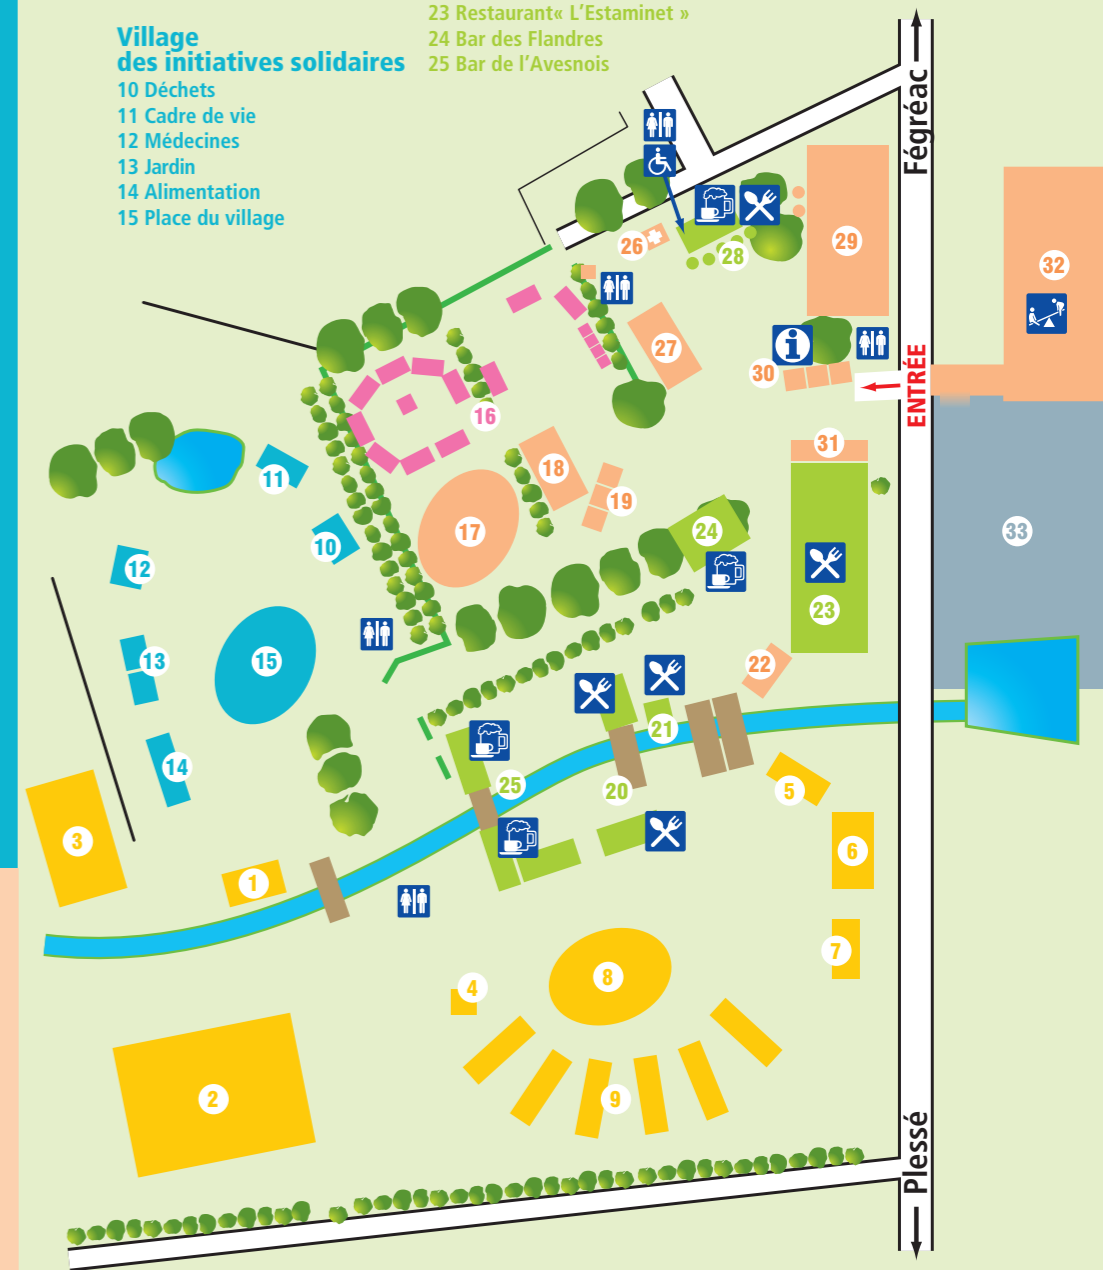 23 Restaurant« L'Estaminet »
24 Bar des Flandres
25 Bar de l'Avesnois
Village
des initiatives solidaires
10 Déchets
11 Cadre de vie
12 Médecines
13 Jardin
14 Alimentation
15 Place du village
Fégréac
26
28
29
32
27
i
30
ENTRÉE
16
31
11
18
19
17
10
24
33
12
23
13
15
22
21
14
25
20
5
3
6
1
7
4
8
2
9
Plessé